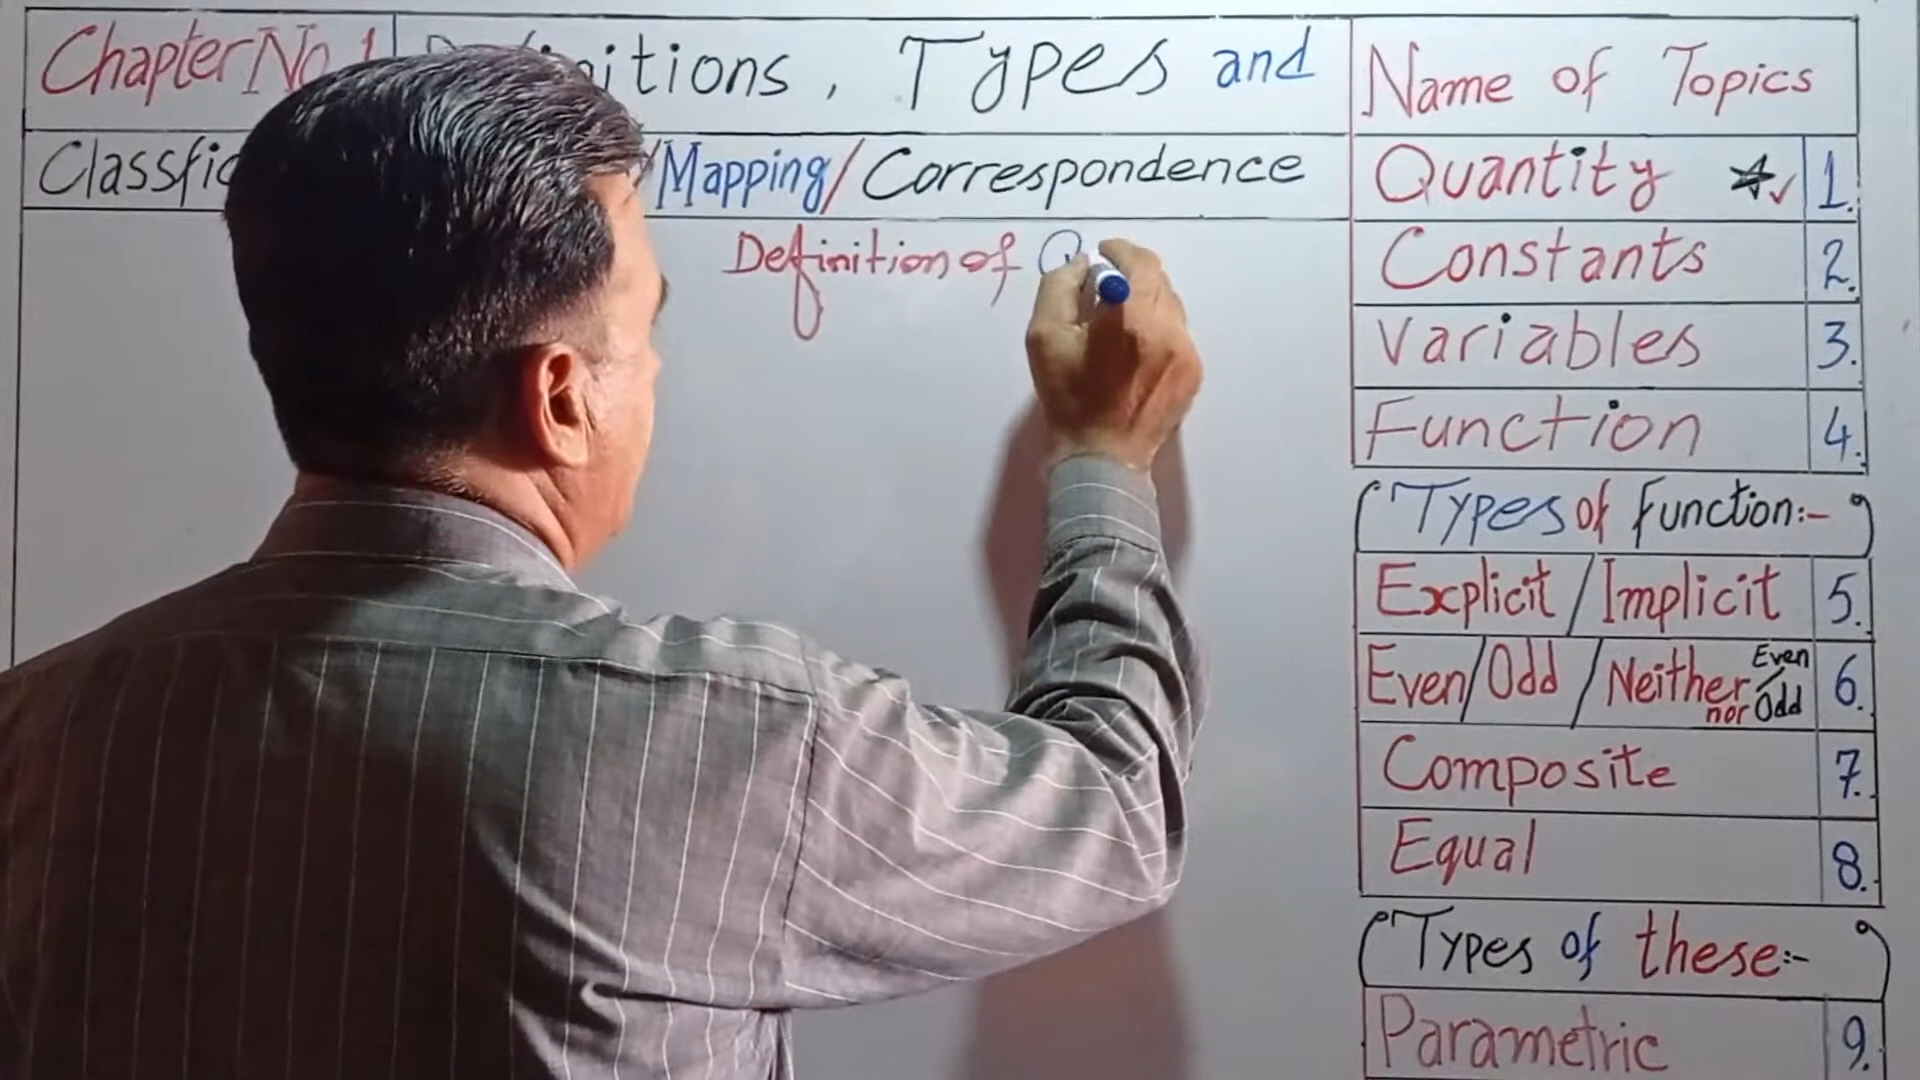 Chapter No 1 Definitions, Types and
/Mapping/Correspondence
Definition of Q
Name of Topics
Quantity 1.
Constants 2.
Variables 3.
Function 4.
Types of Function:-
Explicit / Implicit 5.
Even/Odd / Neither nor Even/Odd 6.
Composite 7.
Equal 8.
Types of these:-
Parametric 9.